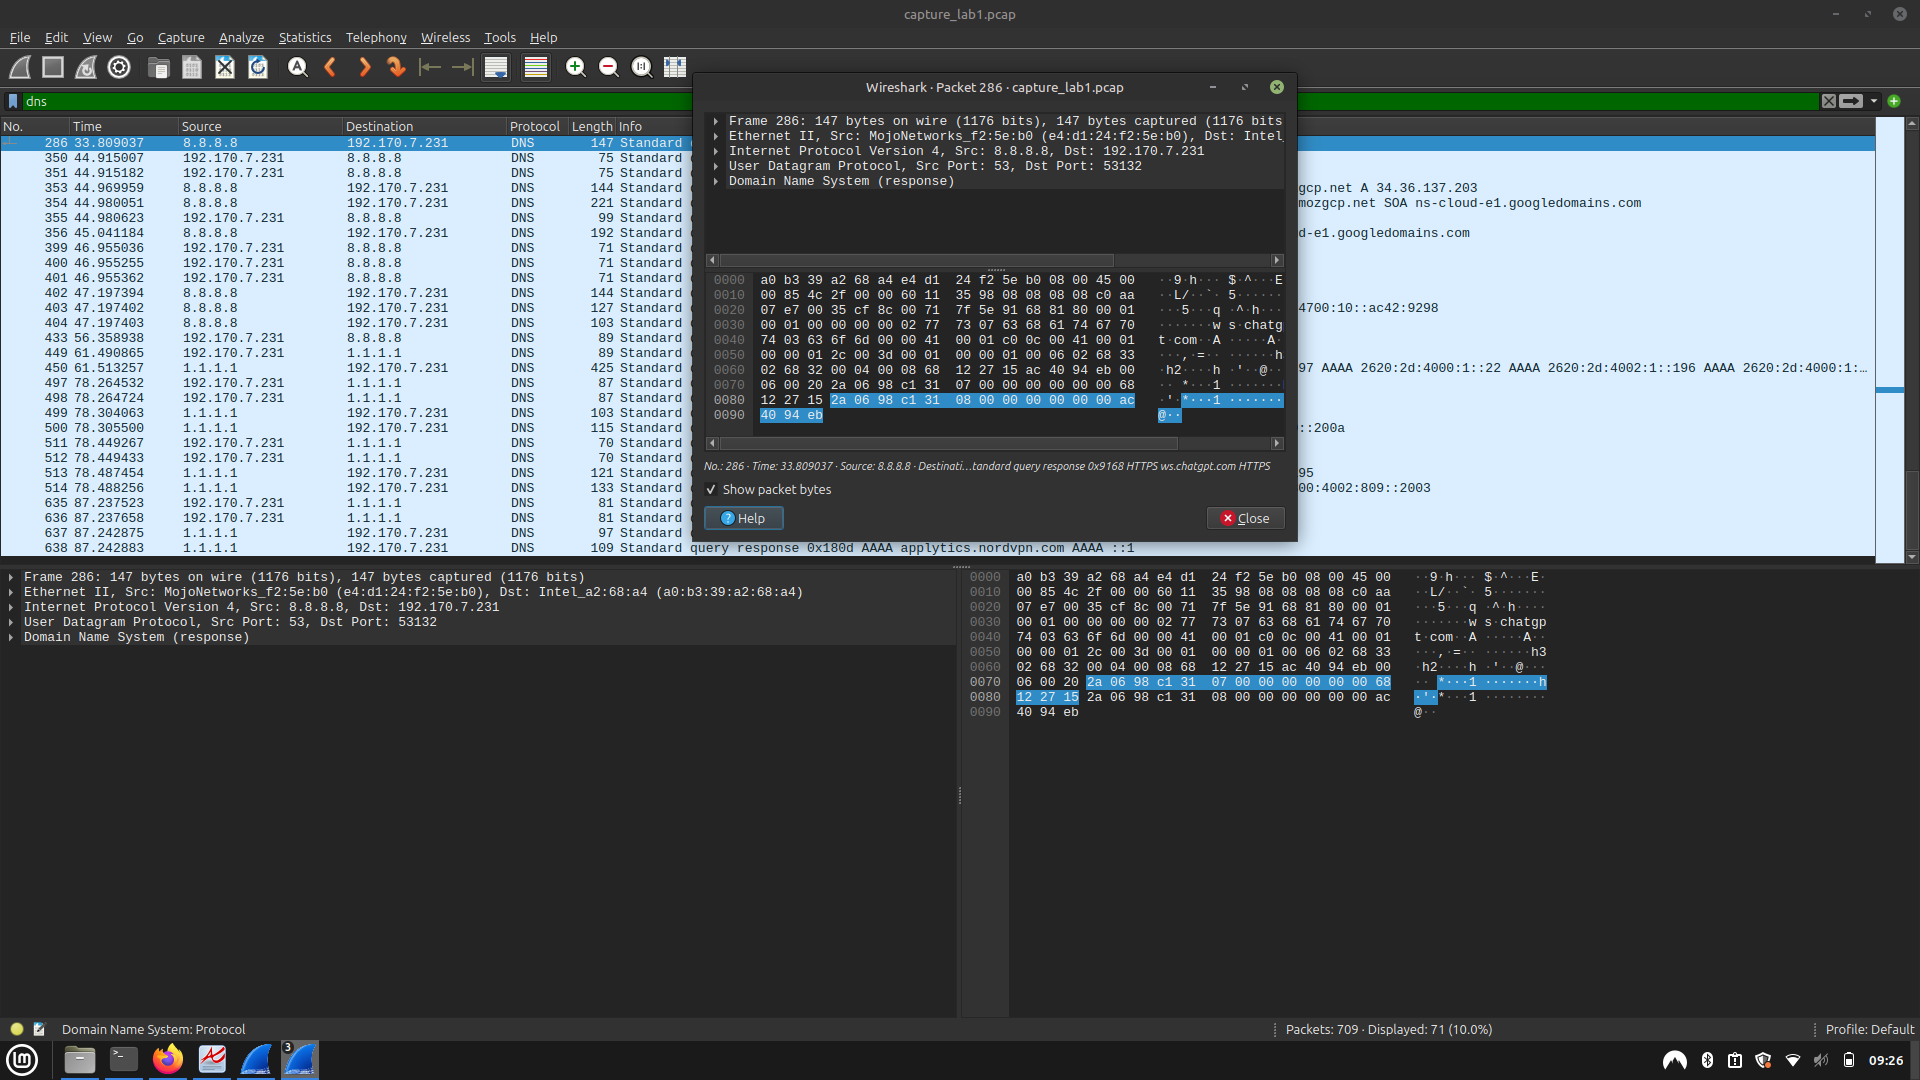 capture_lab1.pcap
File Edit View Go Capture Analyze Statistics Telephony Wireless Tools Help
dns
No. Time Source Destination Protocol Length Info
286 33.809037 8.8.8.8 192.170.7.231 DNS 147 Standard
350 44.915007 192.170.7.231 8.8.8.8 DNS 75 Standard
351 44.915182 192.170.7.231 8.8.8.8 DNS 75 Standard
353 44.969959 8.8.8.8 192.170.7.231 DNS 144 Standard gcp.net A 34.36.137.203
354 44.980051 8.8.8.8 192.170.7.231 DNS 221 Standard mozgcp.net SOA ns-cloud-e1.googledomains.com
355 44.980623 192.170.7.231 8.8.8.8 DNS 99 Standard
356 45.041184 8.8.8.8 192.170.7.231 DNS 192 Standard d-e1.googledomains.com
399 46.955036 192.170.7.231 8.8.8.8 DNS 71 Standard
400 46.955255 192.170.7.231 8.8.8.8 DNS 71 Standard
401 46.955362 192.170.7.231 8.8.8.8 DNS 71 Standard
402 47.197394 8.8.8.8 192.170.7.231 DNS 144 Standard
403 47.197402 8.8.8.8 192.170.7.231 DNS 127 Standard 4700:10::ac42:9298
404 47.197403 8.8.8.8 192.170.7.231 DNS 103 Standard
433 56.358938 192.170.7.231 8.8.8.8 DNS 89 Standard
449 61.490865 192.170.7.231 1.1.1.1 DNS 89 Standard
450 61.513257 1.1.1.1 192.170.7.231 DNS 425 Standard 97 AAAA 2620:2d:4000:1::22 AAAA 2620:2d:4002:1::196 AAAA 2620:2d:4000:1:…
497 78.264532 192.170.7.231 1.1.1.1 DNS 87 Standard
498 78.264724 192.170.7.231 1.1.1.1 DNS 87 Standard
499 78.304063 1.1.1.1 192.170.7.231 DNS 103 Standard
500 78.305500 1.1.1.1 192.170.7.231 DNS 115 Standard ::200a
511 78.449267 192.170.7.231 1.1.1.1 DNS 70 Standard
512 78.449433 192.170.7.231 1.1.1.1 DNS 70 Standard
513 78.487454 1.1.1.1 192.170.7.231 DNS 121 Standard 95
514 78.488256 1.1.1.1 192.170.7.231 DNS 133 Standard 00:4002:809::2003
635 87.237523 192.170.7.231 1.1.1.1 DNS 81 Standard
636 87.237658 192.170.7.231 1.1.1.1 DNS 81 Standard
637 87.242875 1.1.1.1 192.170.7.231 DNS 97 Standard
638 87.242883 1.1.1.1 192.170.7.231 DNS 109 Standard query response 0x180d AAAA applytics.nordvpn.com AAAA ::1
Wireshark · Packet 286 · capture_lab1.pcap
Frame 286: 147 bytes on wire (1176 bits), 147 bytes captured (1176 bits
Ethernet II, Src: MojoNetworks_f2:5e:b0 (e4:d1:24:f2:5e:b0), Dst: Intel_
Internet Protocol Version 4, Src: 8.8.8.8, Dst: 192.170.7.231
User Datagram Protocol, Src Port: 53, Dst Port: 53132
Domain Name System (response)
0000 a0 b3 39 a2 68 a4 e4 d1 24 f2 5e b0 08 00 45 00 ··9·h··· $·^···E
0010 00 85 4c 2f 00 00 60 11 35 98 08 08 08 08 c0 aa ··L/··`· 5······
0020 07 e7 00 35 cf 8c 00 71 7f 5e 91 68 81 80 00 01 ···5···q ·^·h···
0030 00 01 00 00 00 00 02 77 73 07 63 68 61 74 67 70 ·······w s·chatg
0040 74 03 63 6f 6d 00 00 41 00 01 c0 0c 00 41 00 01 t·com··A ·····A·
0050 00 00 01 2c 00 3d 00 01 00 00 01 00 06 02 68 33 ···,·=·· ·······h
0060 02 68 32 00 04 00 08 68 12 27 15 ac 40 94 eb 00 ·h2····h ·'··@··
0070 06 00 20 2a 06 98 c1 31 07 00 00 00 00 00 00 68 ·· *···1 ·······
0080 12 27 15 2a 06 98 c1 31 08 00 00 00 00 00 00 ac ·'·*···1 ·······
0090 40 94 eb @··
No.: 286 · Time: 33.809037 · Source: 8.8.8.8 · Destinati…tandard query response 0x9168 HTTPS ws.chatgpt.com HTTPS
Show packet bytes
Help Close
Frame 286: 147 bytes on wire (1176 bits), 147 bytes captured (1176 bits)
Ethernet II, Src: MojoNetworks_f2:5e:b0 (e4:d1:24:f2:5e:b0), Dst: Intel_a2:68:a4 (a0:b3:39:a2:68:a4)
Internet Protocol Version 4, Src: 8.8.8.8, Dst: 192.170.7.231
User Datagram Protocol, Src Port: 53, Dst Port: 53132
Domain Name System (response)
0000 a0 b3 39 a2 68 a4 e4 d1 24 f2 5e b0 08 00 45 00 ··9·h··· $·^···E·
0010 00 85 4c 2f 00 00 60 11 35 98 08 08 08 08 c0 aa ··L/··`· 5·······
0020 07 e7 00 35 cf 8c 00 71 7f 5e 91 68 81 80 00 01 ···5···q ·^·h····
0030 00 01 00 00 00 00 02 77 73 07 63 68 61 74 67 70 ·······w s·chatgp
0040 74 03 63 6f 6d 00 00 41 00 01 c0 0c 00 41 00 01 t·com··A ·····A··
0050 00 00 01 2c 00 3d 00 01 00 00 01 00 06 02 68 33 ···,·=·· ······h3
0060 02 68 32 00 04 00 08 68 12 27 15 ac 40 94 eb 00 ·h2····h ·'··@···
0070 06 00 20 2a 06 98 c1 31 07 00 00 00 00 00 00 68 ·· *···1 ·······h
0080 12 27 15 2a 06 98 c1 31 08 00 00 00 00 00 00 ac ·'·*···1 ········
0090 40 94 eb @··
Domain Name System: Protocol
Packets: 709 · Displayed: 71 (10.0%)
Profile: Default
3
09:26